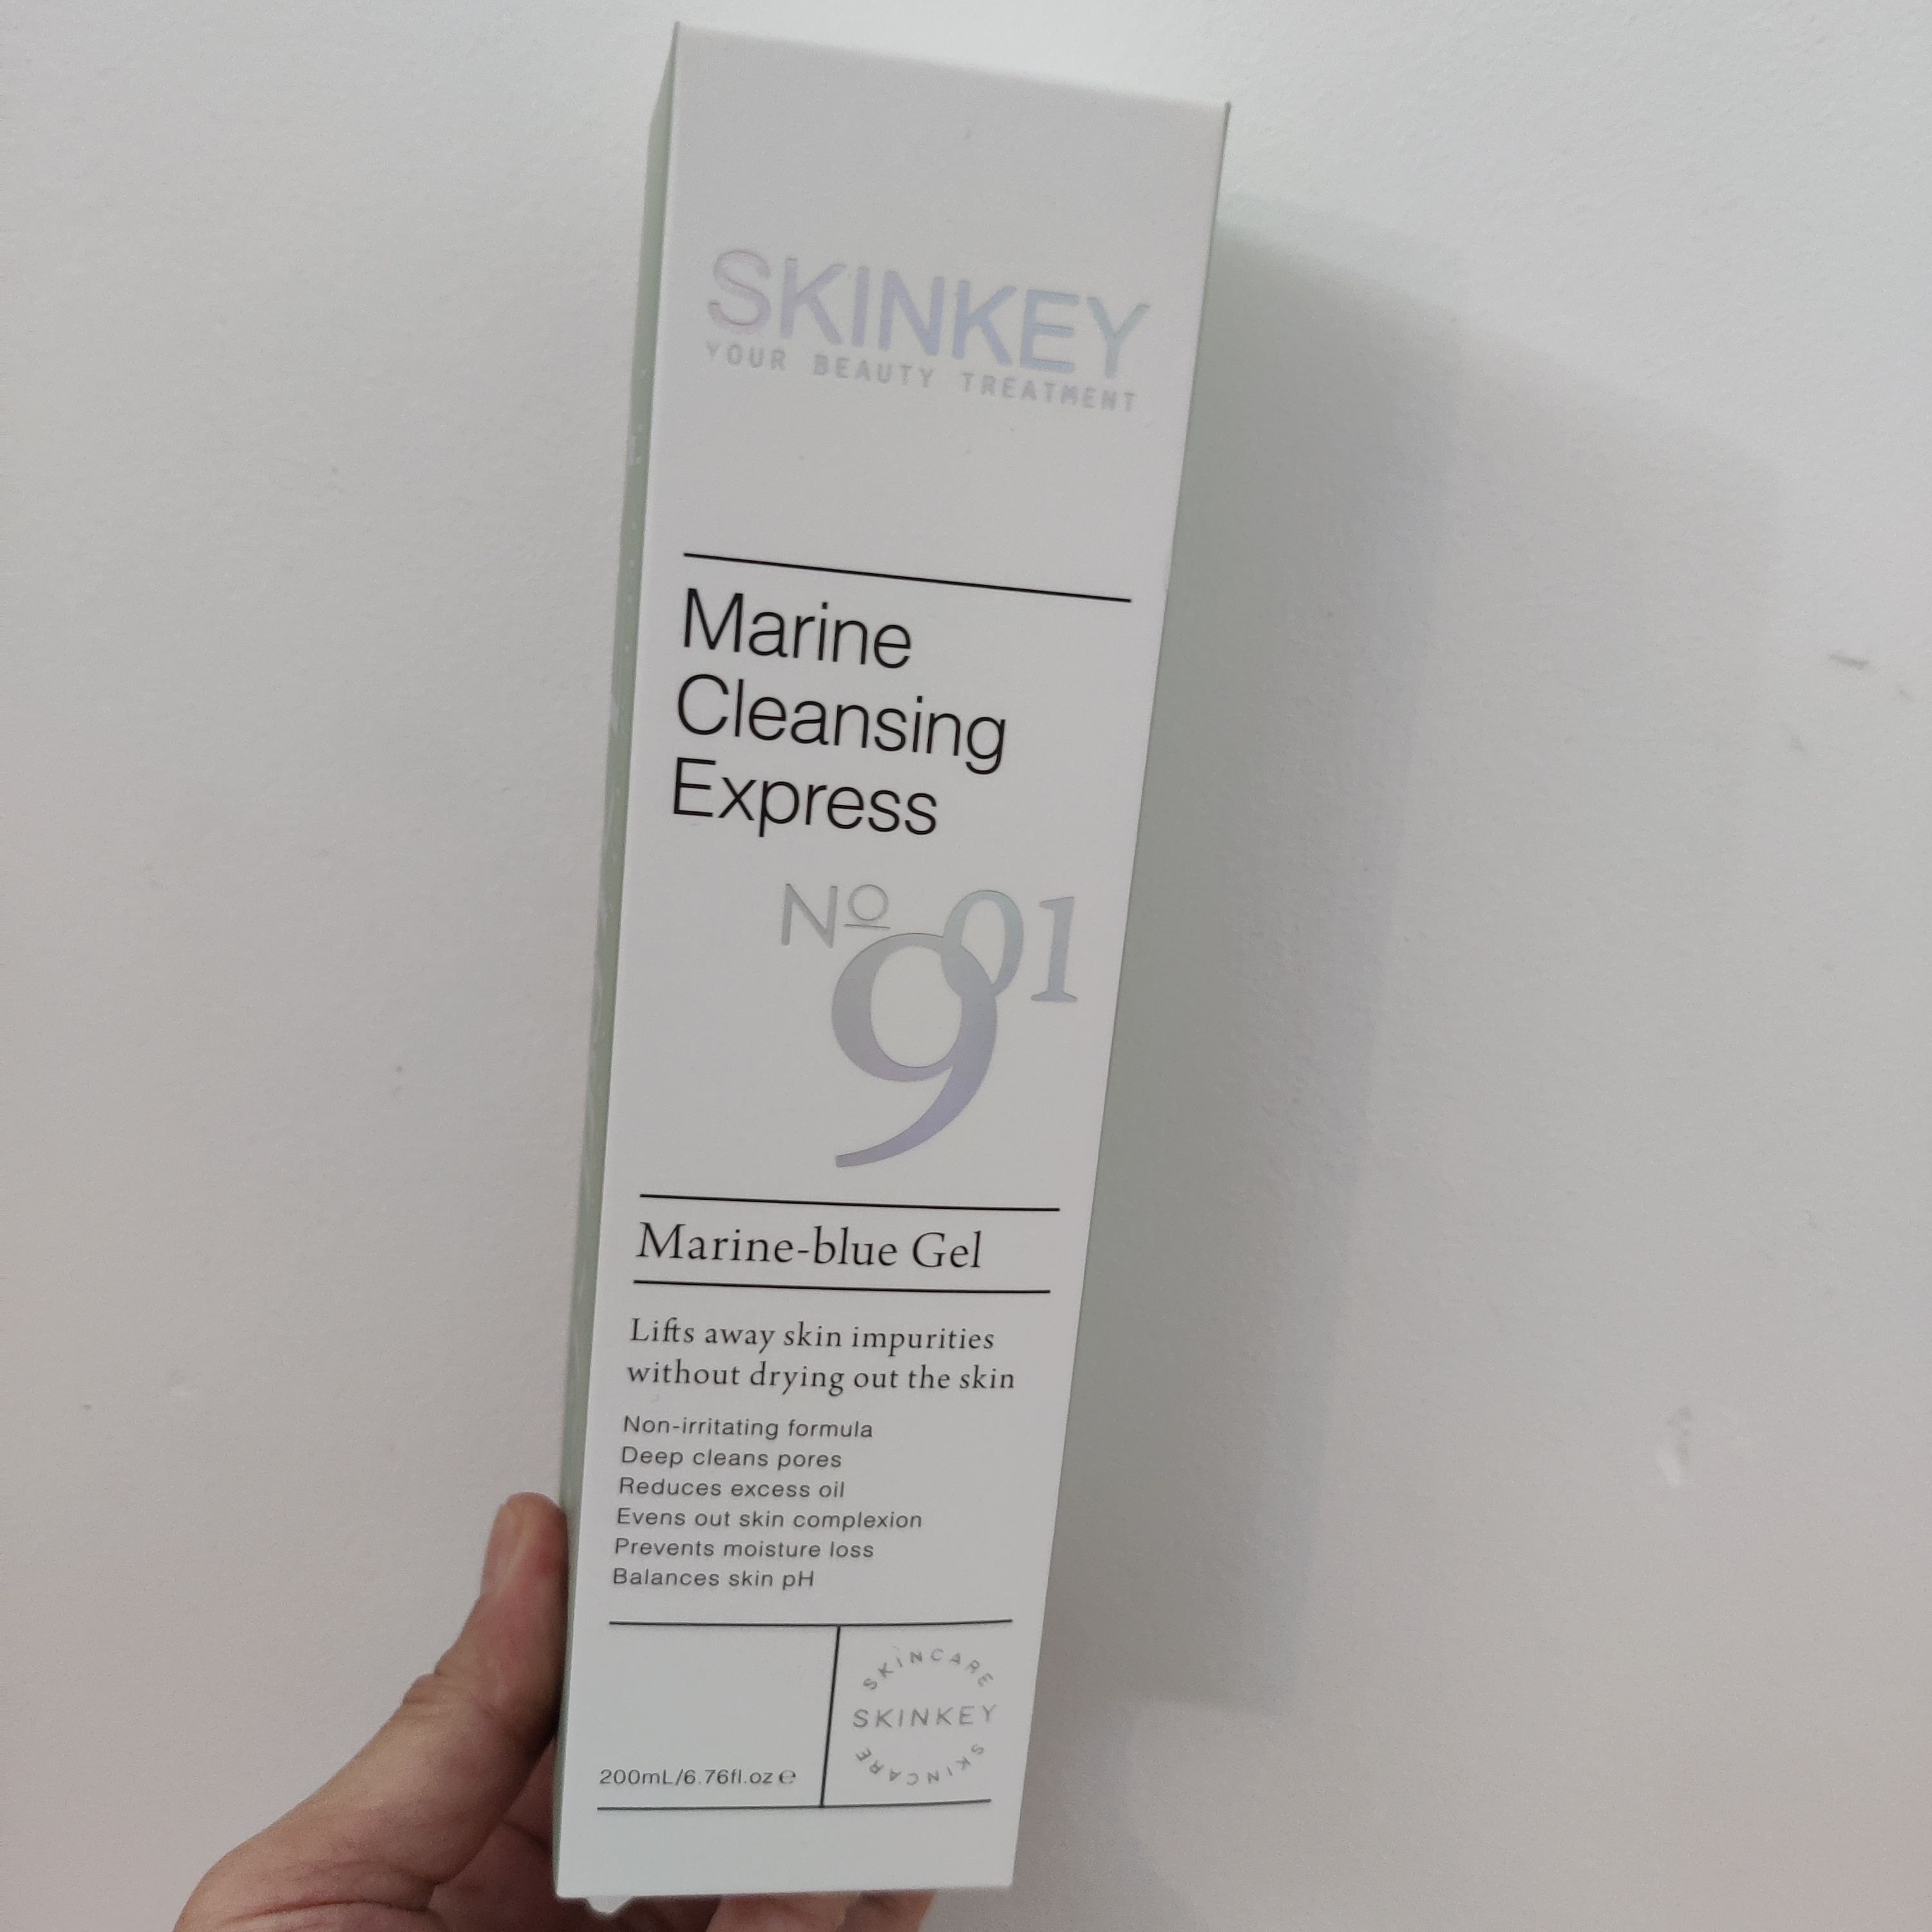 SKINKEY
YOUR BEAUTY TREATMENT
Marine
Cleansing
Express
Nº 901
Marine-blue Gel
Lifts away skin impurities
without drying out the skin
Non-irritating formula
Deep cleans pores
Reduces excess oil
Evens out skin complexion
Prevents moisture loss
Balances skin pH
SKINCARE
SKINKEY
SKINCARE
200mL/6.76fl.oz ℮